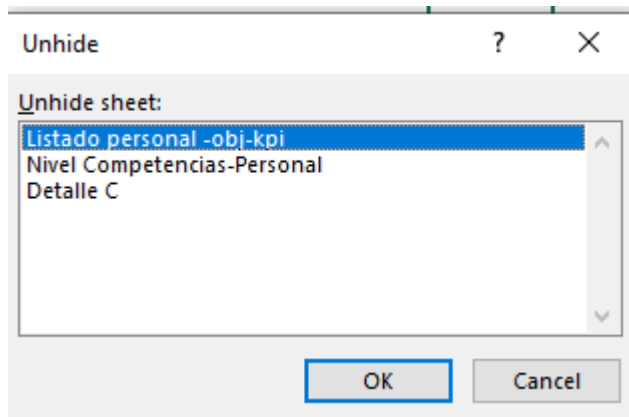 Unhide ?
Unhide sheet:
Listado personal -obj-kpi
Nivel Competencias-Personal
Detalle C
OK Cancel